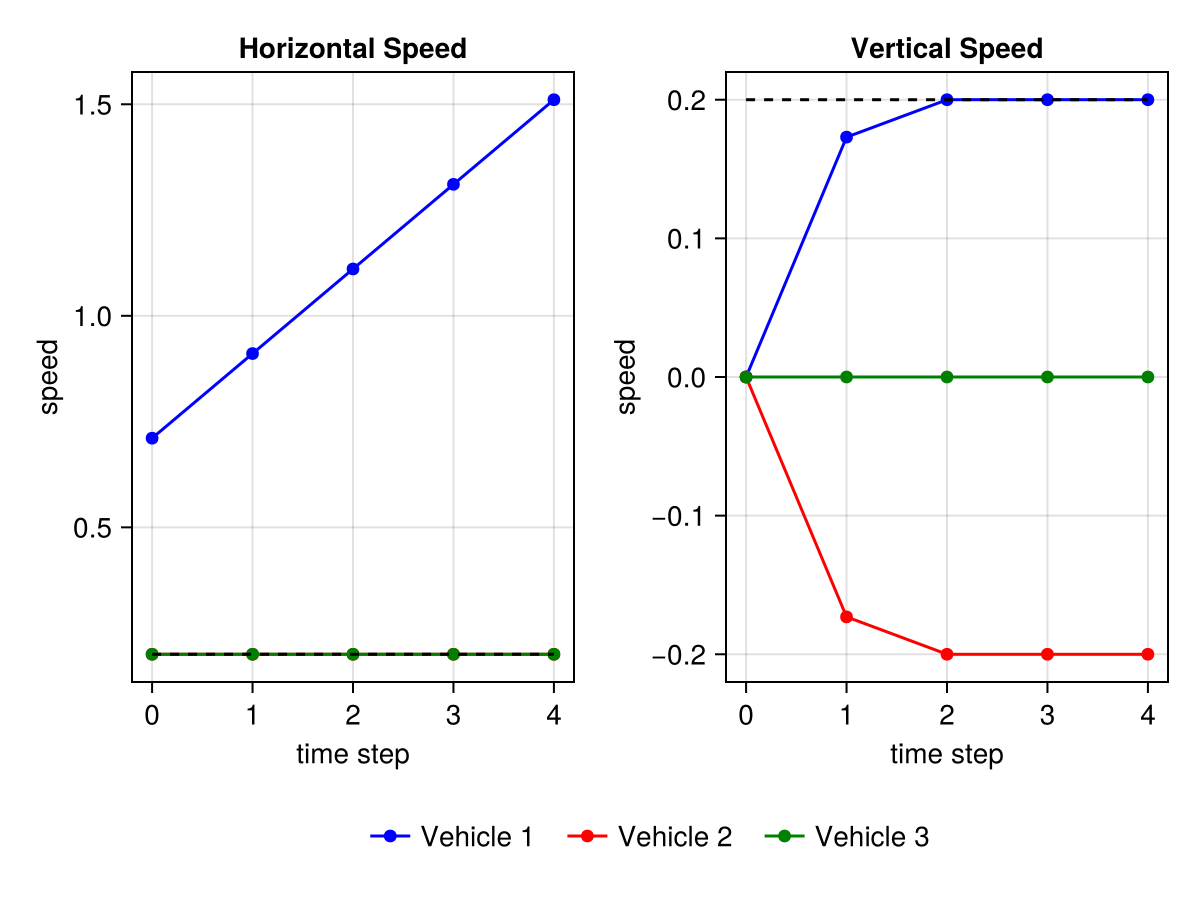 Horizontal Speed
1.5
1.0
0.5
speed
0
1
2
3
4
time step
Vertical Speed
0.2
0.1
0.0
−0.1
−0.2
speed
0
1
2
3
4
time step
Vehicle 1
Vehicle 2
Vehicle 3